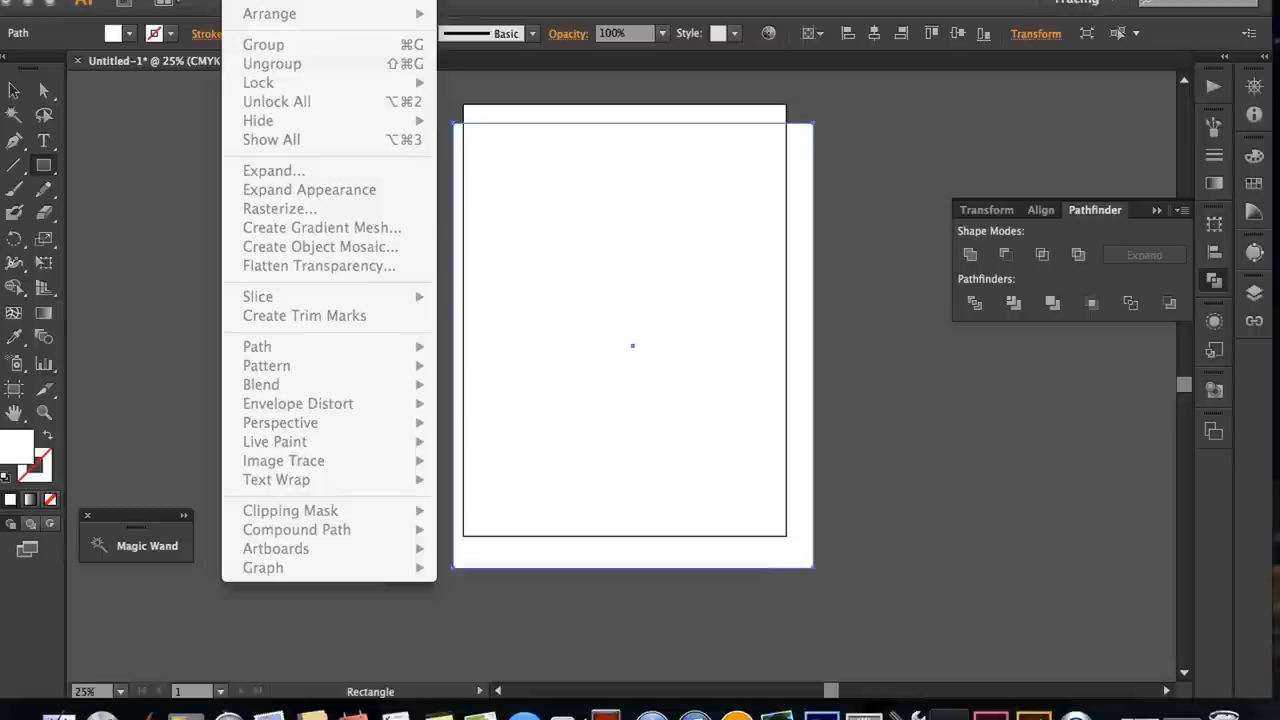 Ai
Tracing
Path
Stroke
Basic
Opacity:
100%
Style:
Transform
Untitled-1* @ 25% (CMYK
Arrange
Group ⌘G
Ungroup ⇧⌘G
Lock
Unlock All ⌥⌘2
Hide
Show All ⌥⌘3
Expand...
Expand Appearance
Rasterize...
Create Gradient Mesh...
Create Object Mosaic...
Flatten Transparency...
Slice
Create Trim Marks
Path
Pattern
Blend
Envelope Distort
Perspective
Live Paint
Image Trace
Text Wrap
Clipping Mask
Compound Path
Artboards
Graph
Transform Align Pathfinder
Shape Modes:
Expand
Pathfinders:
Magic Wand
25% 1 Rectangle